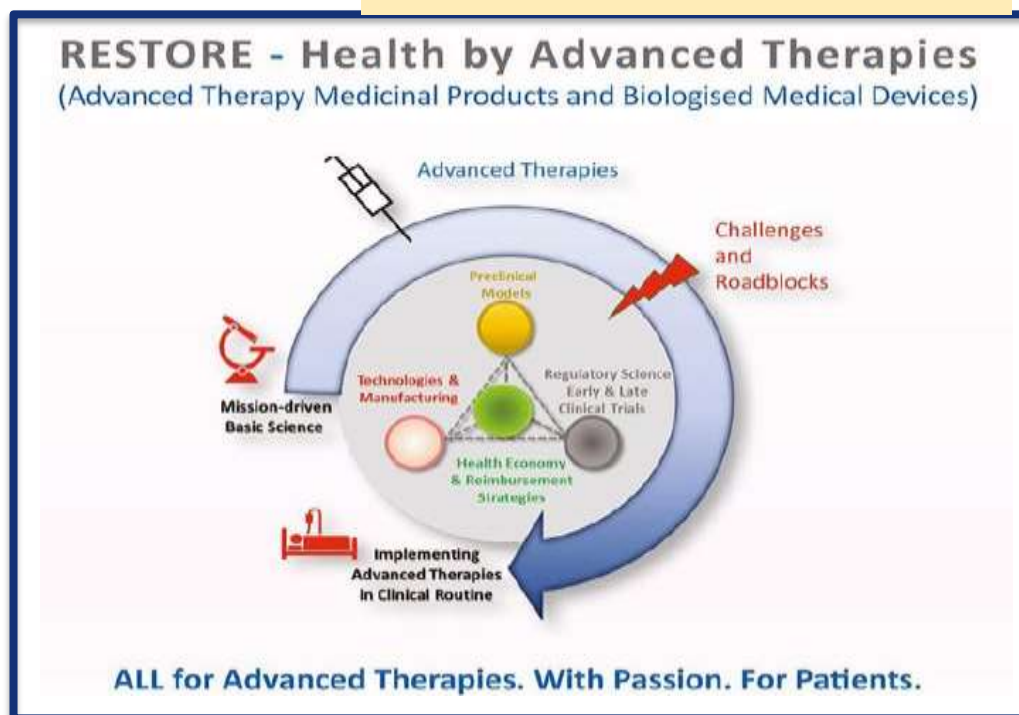 RESTORE - Health by Advanced Therapies
(Advanced Therapy Medicinal Products and Biologised Medical Devices)
Advanced Therapies
Challenges
and
Roadblocks
Preclinical
Models
Technologies &
Manufacturing
Regulatory Science
Early & Late
Clinical Trials
Mission-driven
Basic Science
Health Economy
& Reimbursement
Strategies
Implementing
Advanced Therapies
in Clinical Routine
ALL for Advanced Therapies. With Passion. For Patients.